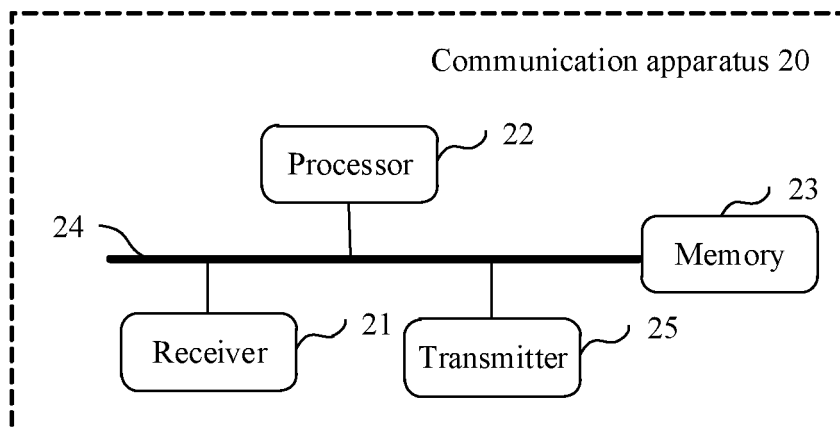 Communication apparatus 20
22
Processor
23
24
Memory
21
25
Receiver
Transmitter